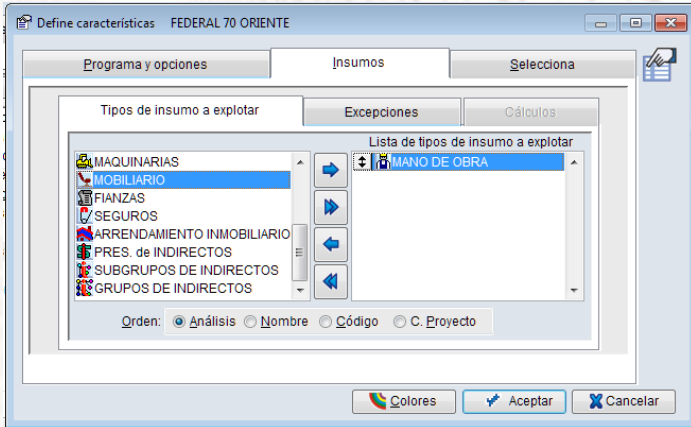 Define características FEDERAL 70 ORIENTE
Programa y opciones
Insumos
Selecciona
Tipos de insumo a explotar
Excepciones
Cálculos
Lista de tipos de insumo a explotar
MAQUINARIAS
MOBILIARIO
FIANZAS
SEGUROS
ARRENDAMIENTO INMOBILIARIO
PRES. de INDIRECTOS
SUBGRUPOS DE INDIRECTOS
GRUPOS DE INDIRECTOS
MANO DE OBRA
Orden: Análisis Nombre Código C. Proyecto
Colores
Aceptar
Cancelar